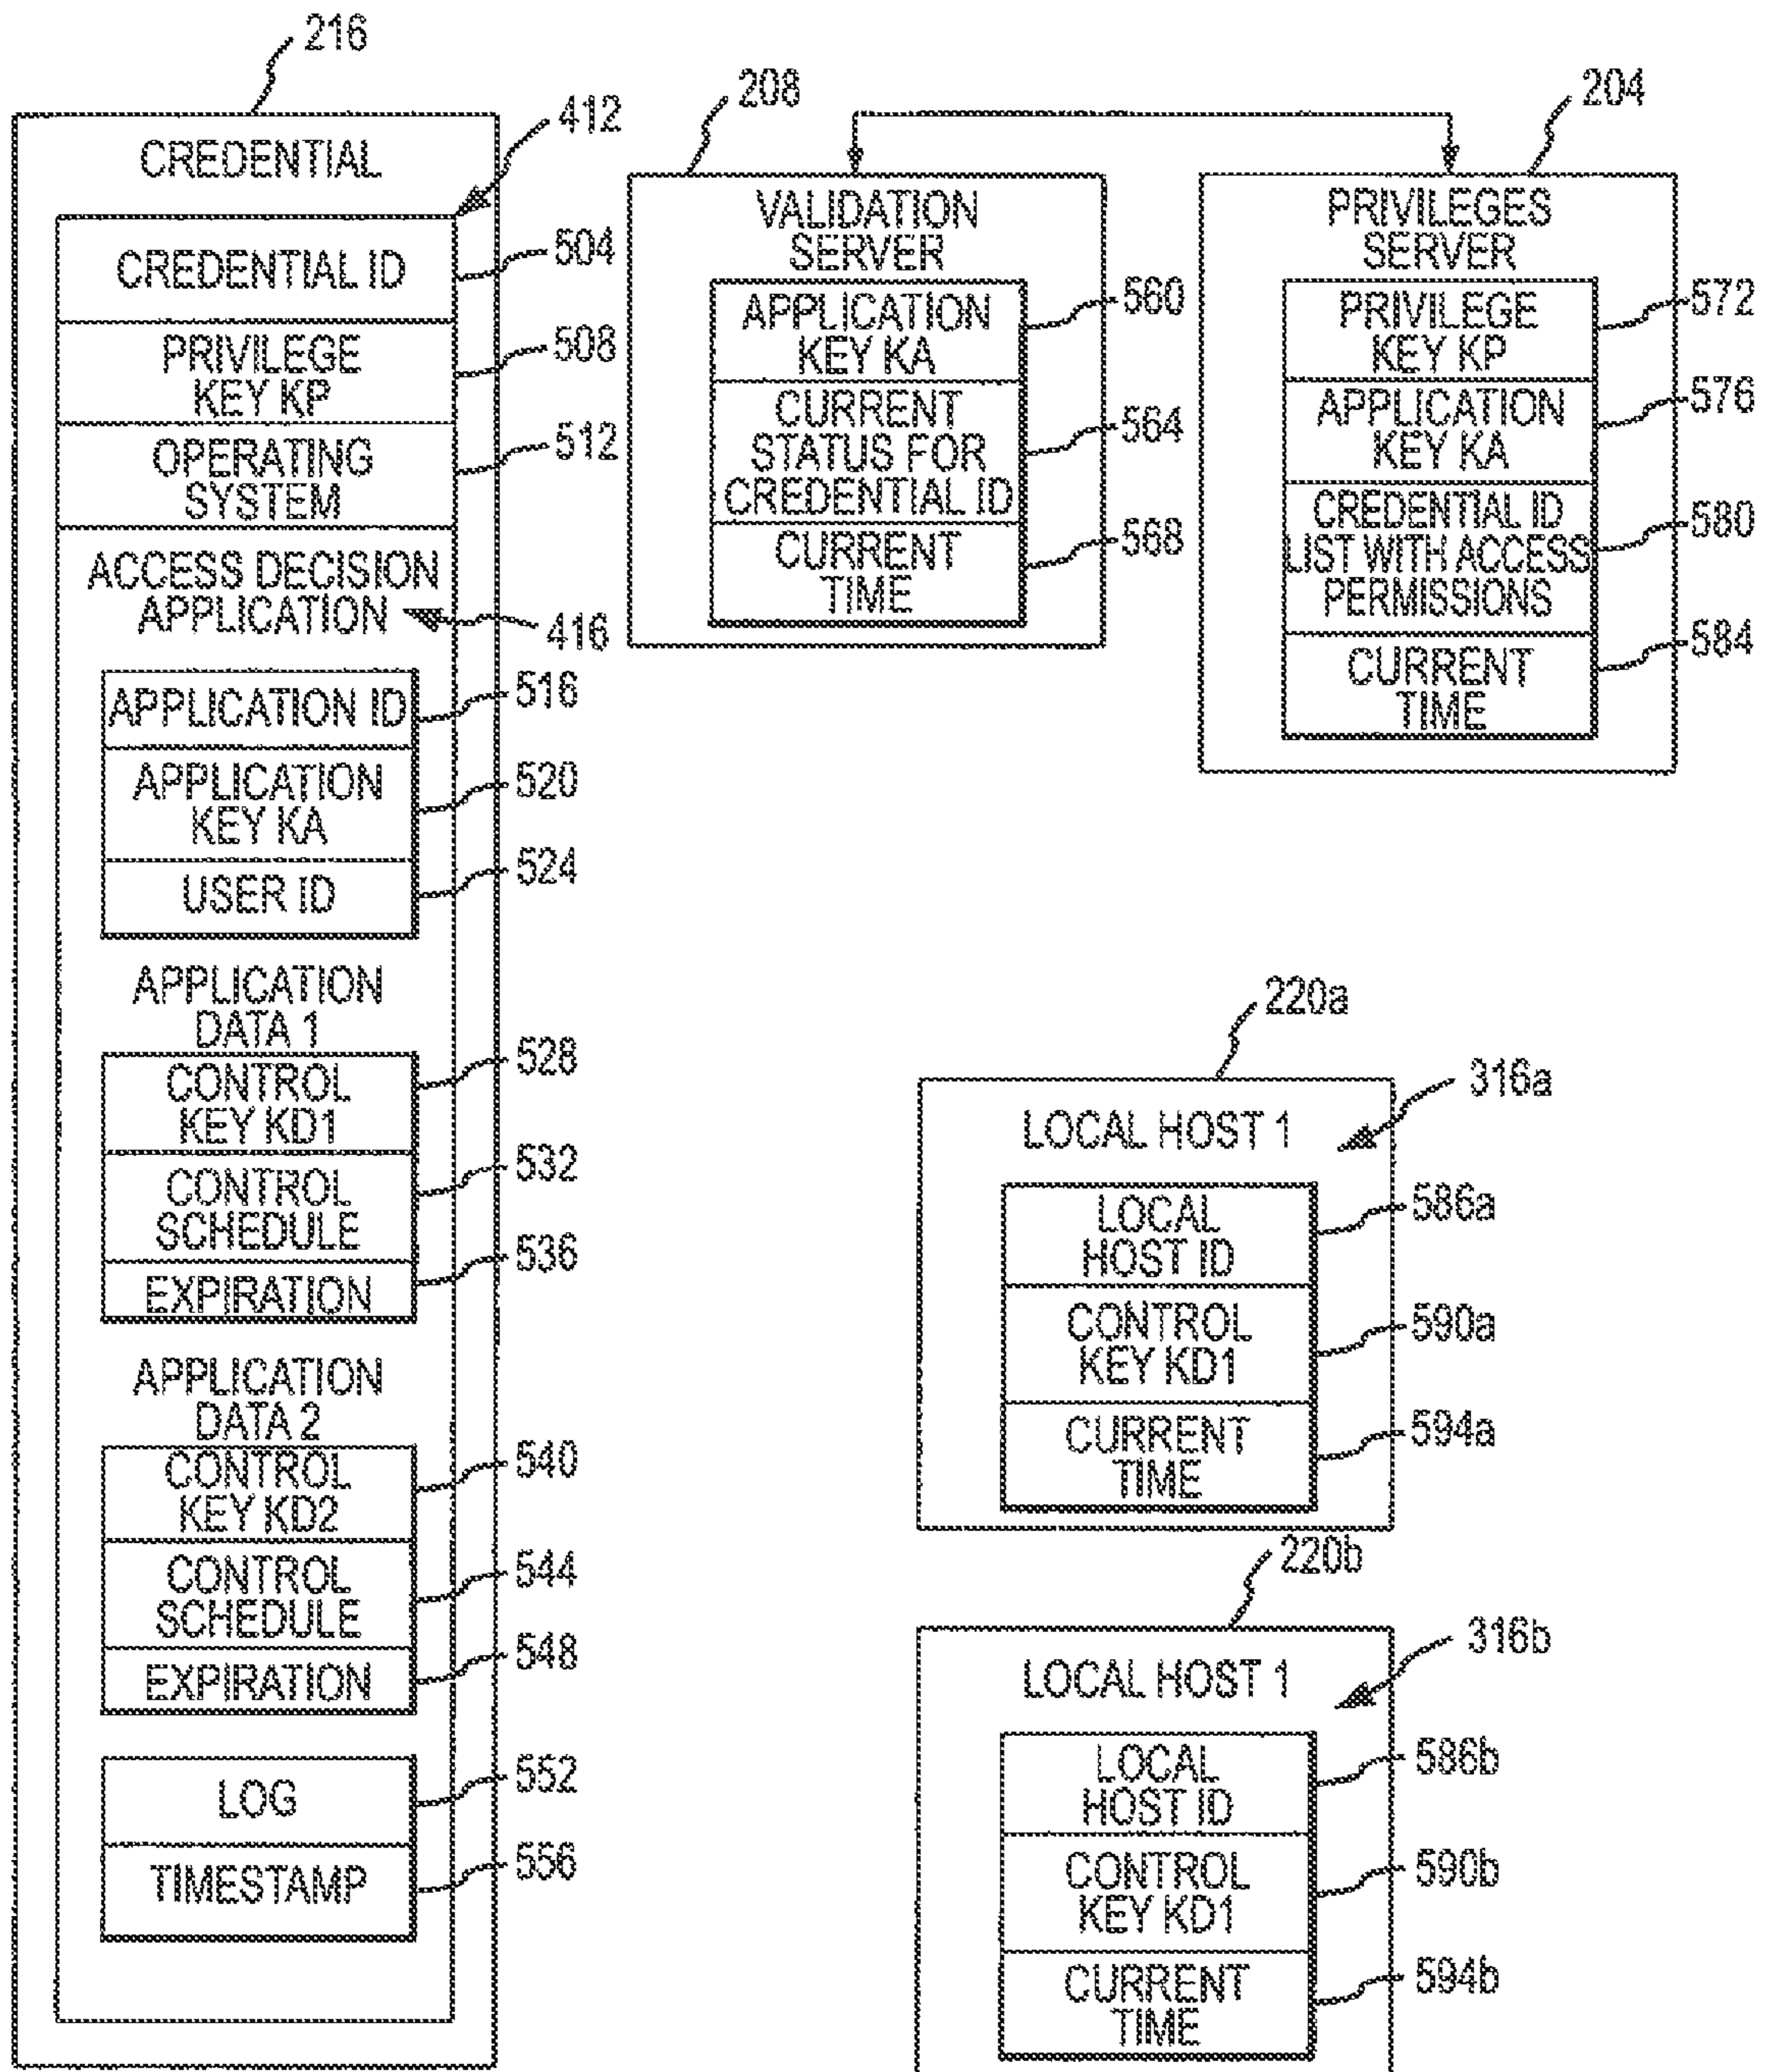 216
CREDENTIAL
412
CREDENTIAL ID
504
PRIVILEGE
KEY KP
508
OPERATING
SYSTEM
512
ACCESS DECISION
APPLICATION
416
APPLICATION ID
516
APPLICATION
KEY KA
520
USER ID
524
APPLICATION
DATA 1
CONTROL
KEY KD1
528
CONTROL
SCHEDULE
532
EXPIRATION
536
APPLICATION
DATA 2
CONTROL
KEY KD2
540
CONTROL
SCHEDULE
544
EXPIRATION
548
LOG
552
TIMESTAMP
556
208
VALIDATION
SERVER
APPLICATION
KEY KA
560
CURRENT
STATUS FOR
CREDENTIAL ID
564
CURRENT
TIME
568
204
PRIVILEGES
SERVER
PRIVILEGE
KEY KP
572
APPLICATION
KEY KA
576
CREDENTIAL ID
LIST WITH ACCESS
PERMISSIONS
580
CURRENT
TIME
584
220a
LOCAL HOST 1
316a
LOCAL
HOST ID
586a
CONTROL
KEY KD1
590a
CURRENT
TIME
594a
220b
LOCAL HOST 1
316b
LOCAL
HOST ID
586b
CONTROL
KEY KD1
590b
CURRENT
TIME
594b